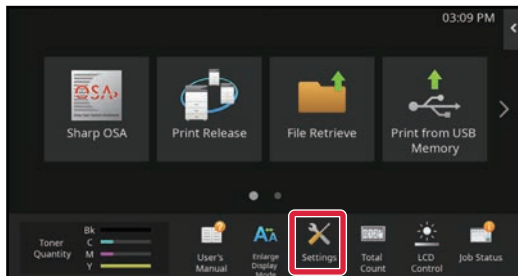 03:09 PM
OSA
Sharp OSA
Print Release
File Retrieve
Print from USB
Memory
Toner
Quantity
Bk
C
M
Y
User's
Manual
Enlarge
Display
Mode
Settings
Total
Count
LCD
Control
Job Status